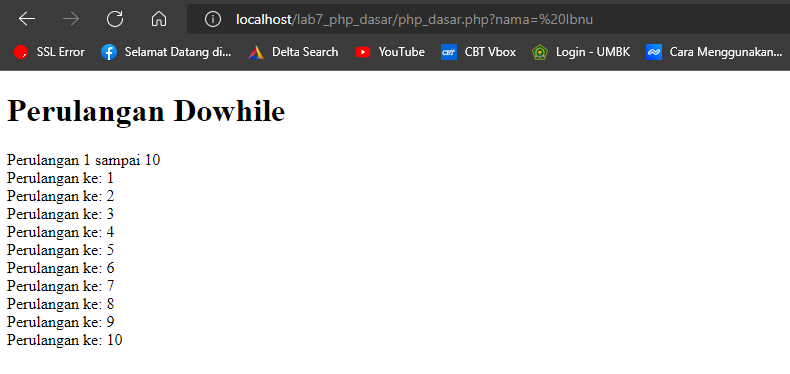 localhost/lab7_php_dasar/php_dasar.php?nama=%20Ibnu
SSL Error Selamat Datang di... Delta Search YouTube CBT CBT Vbox Login - UMBK Cara Menggunakan...
Perulangan Dowhile
Perulangan 1 sampai 10
Perulangan ke: 1
Perulangan ke: 2
Perulangan ke: 3
Perulangan ke: 4
Perulangan ke: 5
Perulangan ke: 6
Perulangan ke: 7
Perulangan ke: 8
Perulangan ke: 9
Perulangan ke: 10